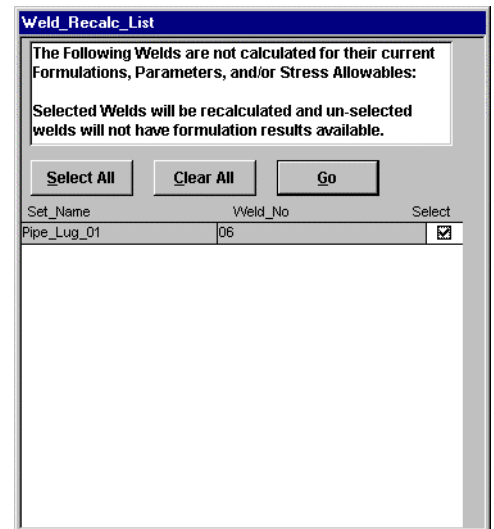 Weld_Recalc_List
The Following Welds are not calculated for their current
Formulations, Parameters, and/or Stress Allowables:
Selected Welds will be recalculated and un-selected
welds will not have formulation results available.
Select All Clear All Go
Set_Name Weld_No Select
Pipe_Lug_01 06